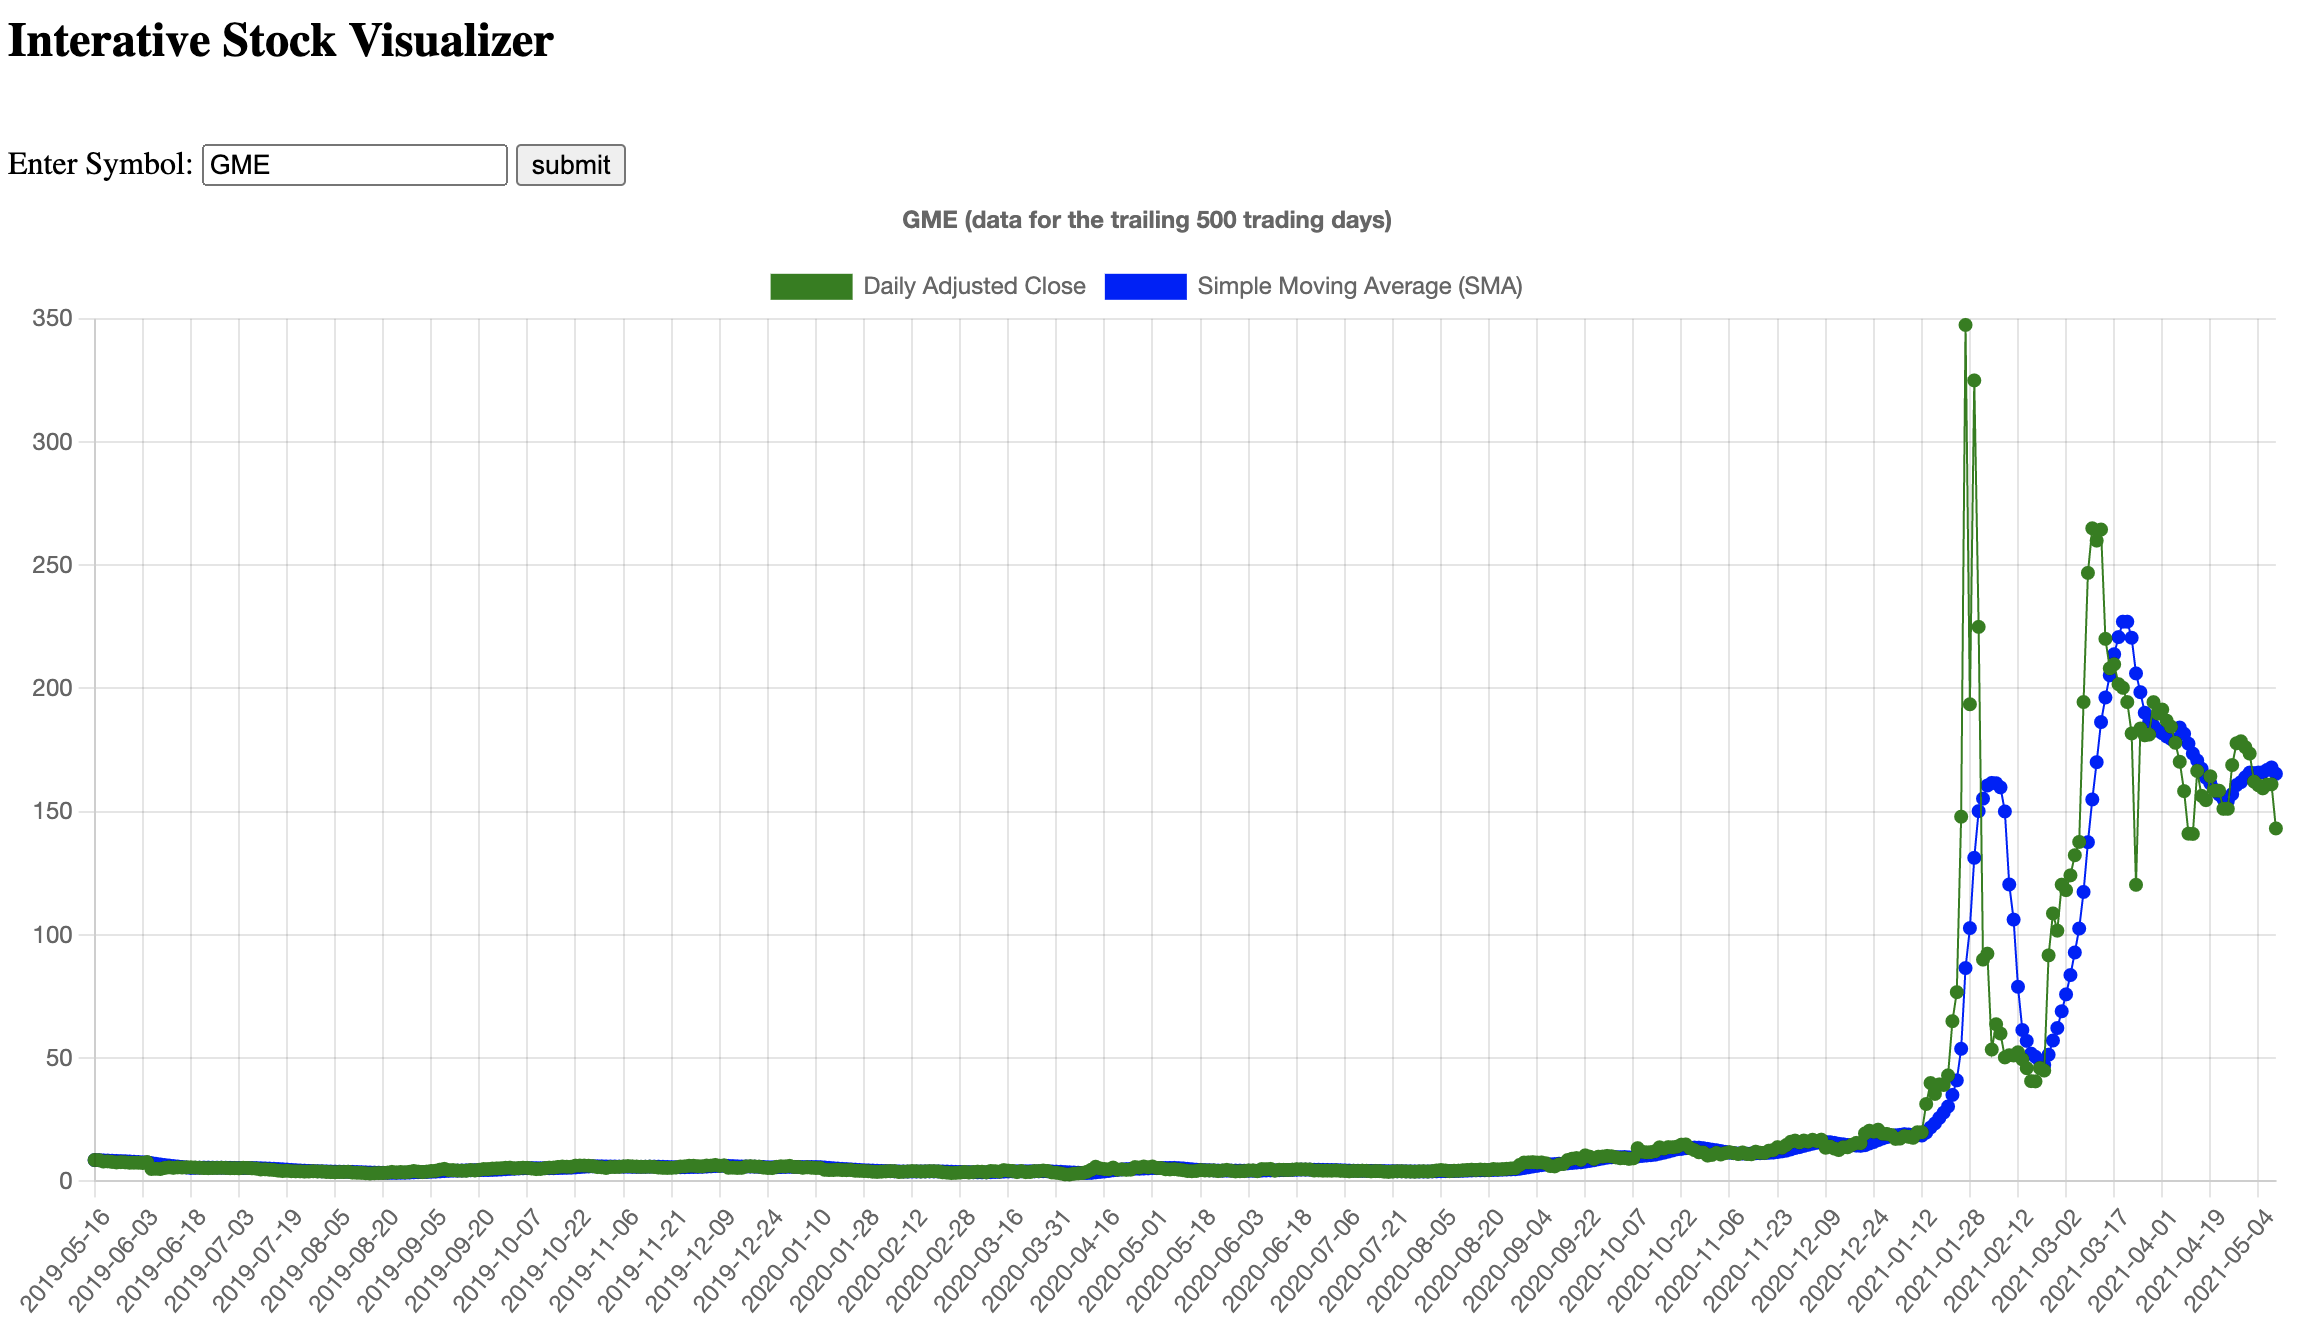 Interative Stock Visualizer
Enter Symbol: GME submit
GME (data for the trailing 500 trading days)
Daily Adjusted Close Simple Moving Average (SMA)
350
300
250
200
150
100
50
0
2019-05-16 2019-06-03 2019-06-18 2019-07-03 2019-07-19 2019-08-05 2019-08-20 2019-09-05 2019-09-20 2019-10-07 2019-10-22 2019-11-06 2019-11-21 2019-12-09 2019-12-24 2020-01-10 2020-01-28 2020-02-12 2020-02-28 2020-03-16 2020-03-31 2020-04-16 2020-05-01 2020-05-18 2020-06-03 2020-06-18 2020-07-06 2020-07-21 2020-08-05 2020-08-20 2020-09-04 2020-09-22 2020-10-07 2020-10-22 2020-11-06 2020-11-23 2020-12-09 2020-12-24 2021-01-12 2021-01-28 2021-02-12 2021-03-02 2021-03-17 2021-04-01 2021-04-19 2021-05-04